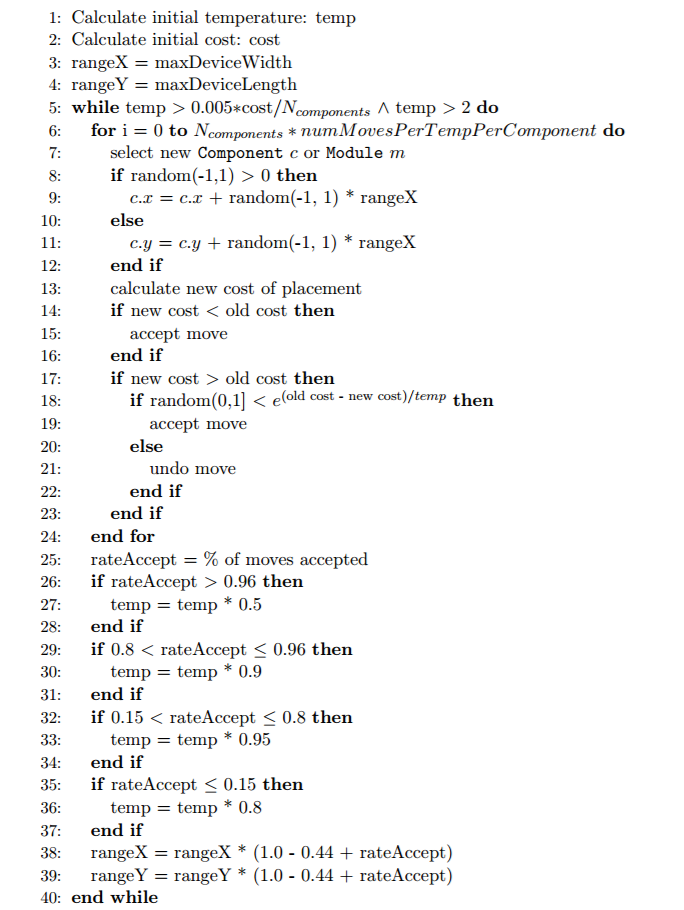 1: Calculate initial temperature: temp
2: Calculate initial cost: cost
3: rangeX = maxDeviceWidth
4: rangeY = maxDeviceLength
5: while temp > 0.005*cost/N_components ∧ temp > 2 do
6: for i = 0 to N_components * numMovesPerTempPerComponent do
7: select new Component c or Module m
8: if random(-1,1) > 0 then
9: c.x = c.x + random(-1, 1) * rangeX
10: else
11: c.y = c.y + random(-1, 1) * rangeX
12: end if
13: calculate new cost of placement
14: if new cost < old cost then
15: accept move
16: end if
17: if new cost > old cost then
18: if random(0,1] < e^(old cost - new cost)/temp then
19: accept move
20: else
21: undo move
22: end if
23: end if
24: end for
25: rateAccept = % of moves accepted
26: if rateAccept > 0.96 then
27: temp = temp * 0.5
28: end if
29: if 0.8 < rateAccept ≤ 0.96 then
30: temp = temp * 0.9
31: end if
32: if 0.15 < rateAccept ≤ 0.8 then
33: temp = temp * 0.95
34: end if
35: if rateAccept ≤ 0.15 then
36: temp = temp * 0.8
37: end if
38: rangeX = rangeX * (1.0 - 0.44 + rateAccept)
39: rangeY = rangeY * (1.0 - 0.44 + rateAccept)
40: end while